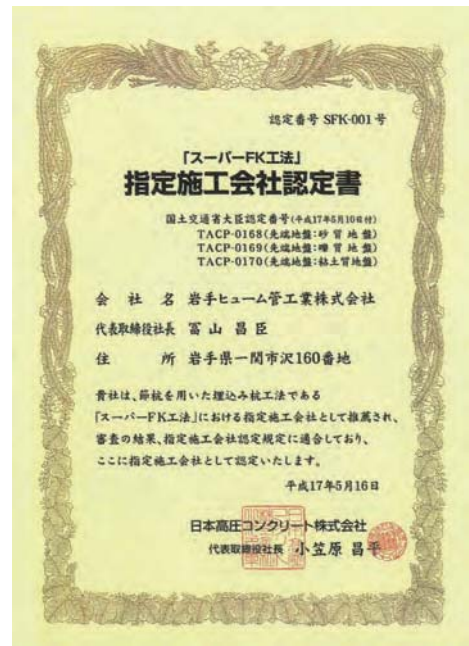 認定番号 SFK-001号
「スーパーFK工法」
指定施工会社認定書
国土交通省大臣認定番号(平成17年5月10日付)
TACP-0168(先端地盤:砂質地盤)
TACP-0169(先端地盤:礫質地盤)
TACP-0170(先端地盤:粘土質地盤)
会社名 岩手ヒューム管工業株式会社
代表取締役社長 冨山昌臣
住所 岩手県一関市沢160番地
貴社は、節杭を用いた埋込み杭工法である
「スーパーFK工法」における指定施工会社として推薦され、
審査の結果、指定施工会社認定規定に適合しており、
ここに指定施工会社として認定いたします。
平成17年5月16日
日本高圧コンクリート株式会社
代表取締役社長 小笠原昌平